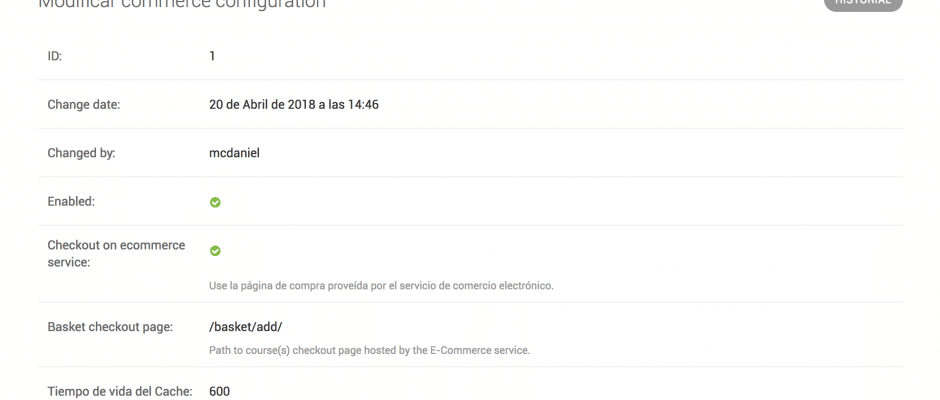 Modificar commerce configuration
HISTORIAL
ID: 1
Change date: 20 de Abril de 2018 a las 14:46
Changed by: mcdaniel
Enabled:
Checkout on ecommerce
service:
Use la página de compra proveída por el servicio de comercio electrónico.
Basket checkout page: /basket/add/
Path to course(s) checkout page hosted by the E-Commerce service.
Tiempo de vida del Cache: 600